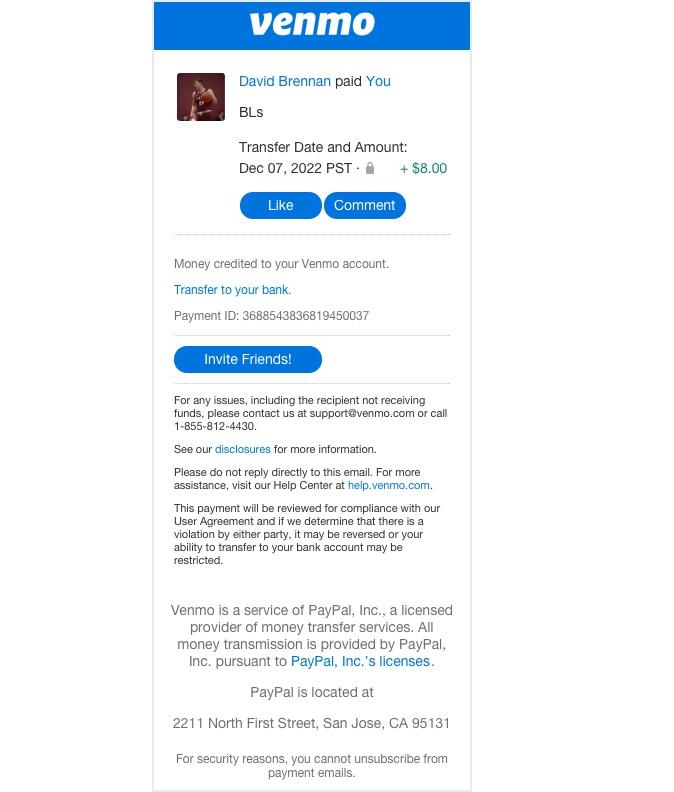 venmo
David Brennan paid You
BLs
Transfer Date and Amount:
Dec 07, 2022 PST · + $8.00
Like Comment
Money credited to your Venmo account.
Transfer to your bank.
Payment ID: 3688543836819450037
Invite Friends!
For any issues, including the recipient not receiving
funds, please contact us at support@venmo.com or call
1-855-812-4430.
See our disclosures for more information.
Please do not reply directly to this email. For more
assistance, visit our Help Center at help.venmo.com.
This payment will be reviewed for compliance with our
User Agreement and if we determine that there is a
violation by either party, it may be reversed or your
ability to transfer to your bank account may be
restricted.
Venmo is a service of PayPal, Inc., a licensed
provider of money transfer services. All
money transmission is provided by PayPal,
Inc. pursuant to PayPal, Inc.'s licenses.
PayPal is located at
2211 North First Street, San Jose, CA 95131
For security reasons, you cannot unsubscribe from
payment emails.